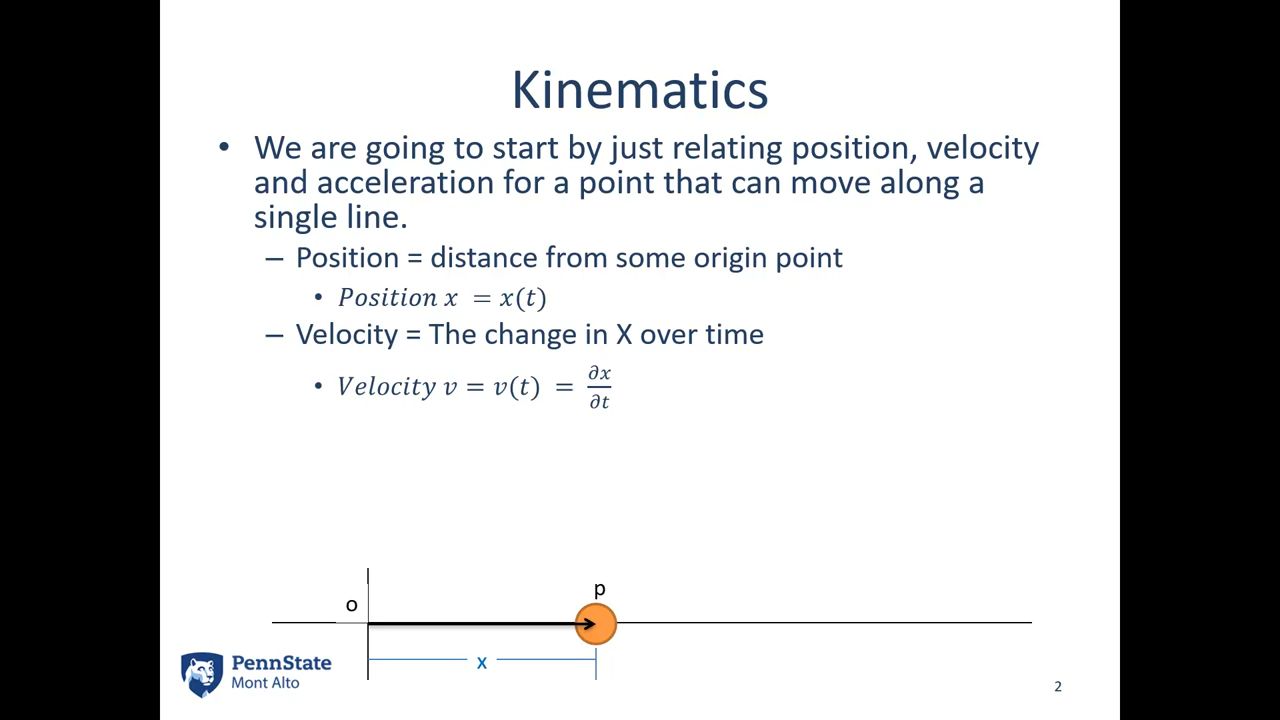 Kinematics
• We are going to start by just relating position, velocity
and acceleration for a point that can move along a
single line.
– Position = distance from some origin point
• Position x = x(t)
– Velocity = The change in X over time
• Velocity v = v(t) = ∂x/∂t
p
o
x
PennState
Mont Alto
2